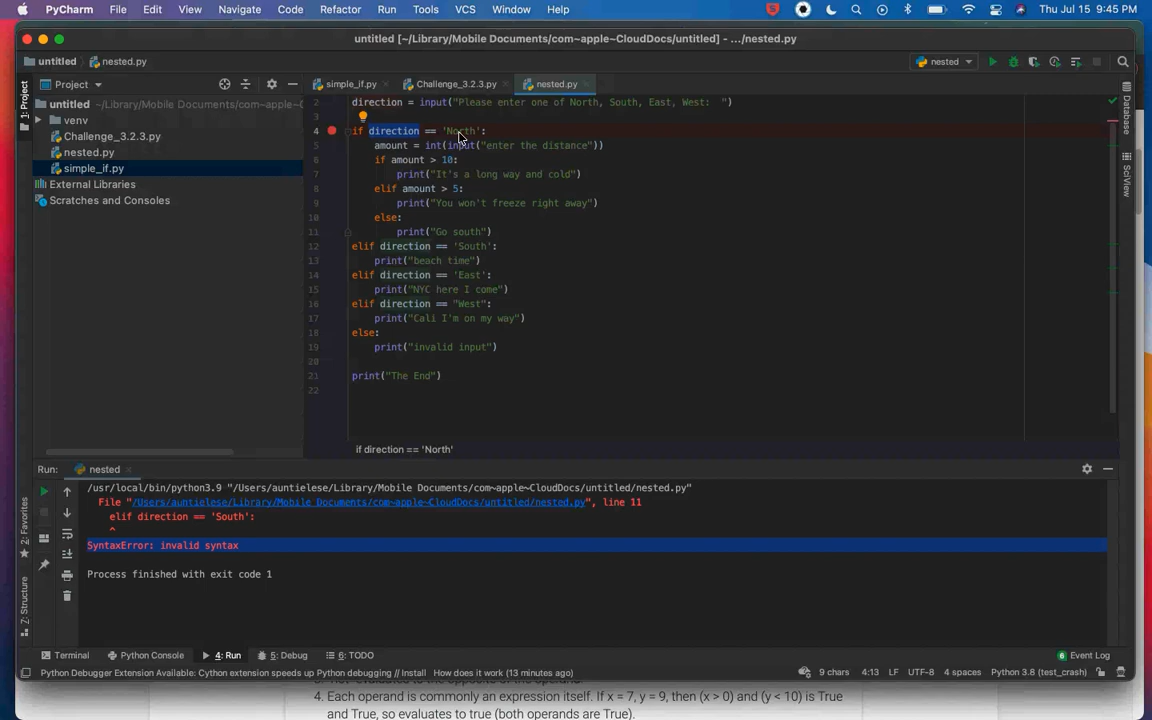 PyCharm File Edit View Navigate Code Refactor Run Tools VCS Window Help Thu Jul 15 9:45 PM
untitled [~/Library/Mobile Documents/com~apple~CloudDocs/untitled] - .../nested.py
untitled nested.py nested
1: Project Project simple_if.py Challenge_3.2.3.py nested.py Database
untitled ~/Library/Mobile Documents/com~apple~C
venv
Challenge_3.2.3.py
nested.py
simple_if.py
External Libraries
Scratches and Consoles
SciView
2 direction = input("Please enter one of North, South, East, West:  ")
3
4 if direction == 'North':
5 amount = int(input("enter the distance"))
6 if amount > 10:
7 print("It's a long way and cold")
8 elif amount > 5:
9 print("You won't freeze right away")
10 else:
11 print("Go south")
12 elif direction == 'South':
13 print("beach time")
14 elif direction == 'East':
15 print("NYC here I come")
16 elif direction == "West":
17 print("Cali I'm on my way")
18 else:
19 print("invalid input")
20
21 print("The End")
22
if direction == 'North'
Run: nested
/usr/local/bin/python3.9 "/Users/auntielese/Library/Mobile Documents/com~apple~CloudDocs/untitled/nested.py"
File "/Users/auntielese/Library/Mobile Documents/com~apple~CloudDocs/untitled/nested.py", line 11
elif direction == 'South':
^
SyntaxError: invalid syntax
Process finished with exit code 1
2: Favorites
Z: Structure
Terminal Python Console 4: Run 5: Debug 6: TODO 6 Event Log
Python Debugger Extension Available: Cython extension speeds up Python debugging // Install How does it work (13 minutes ago) 9 chars 4:13 LF UTF-8 4 spaces Python 3.8 (test_crash)
4. Each operand is commonly an expression itself. If x = 7, y = 9, then (x > 0) and (y < 10) is True
and True, so evaluates to true (both operands are True).